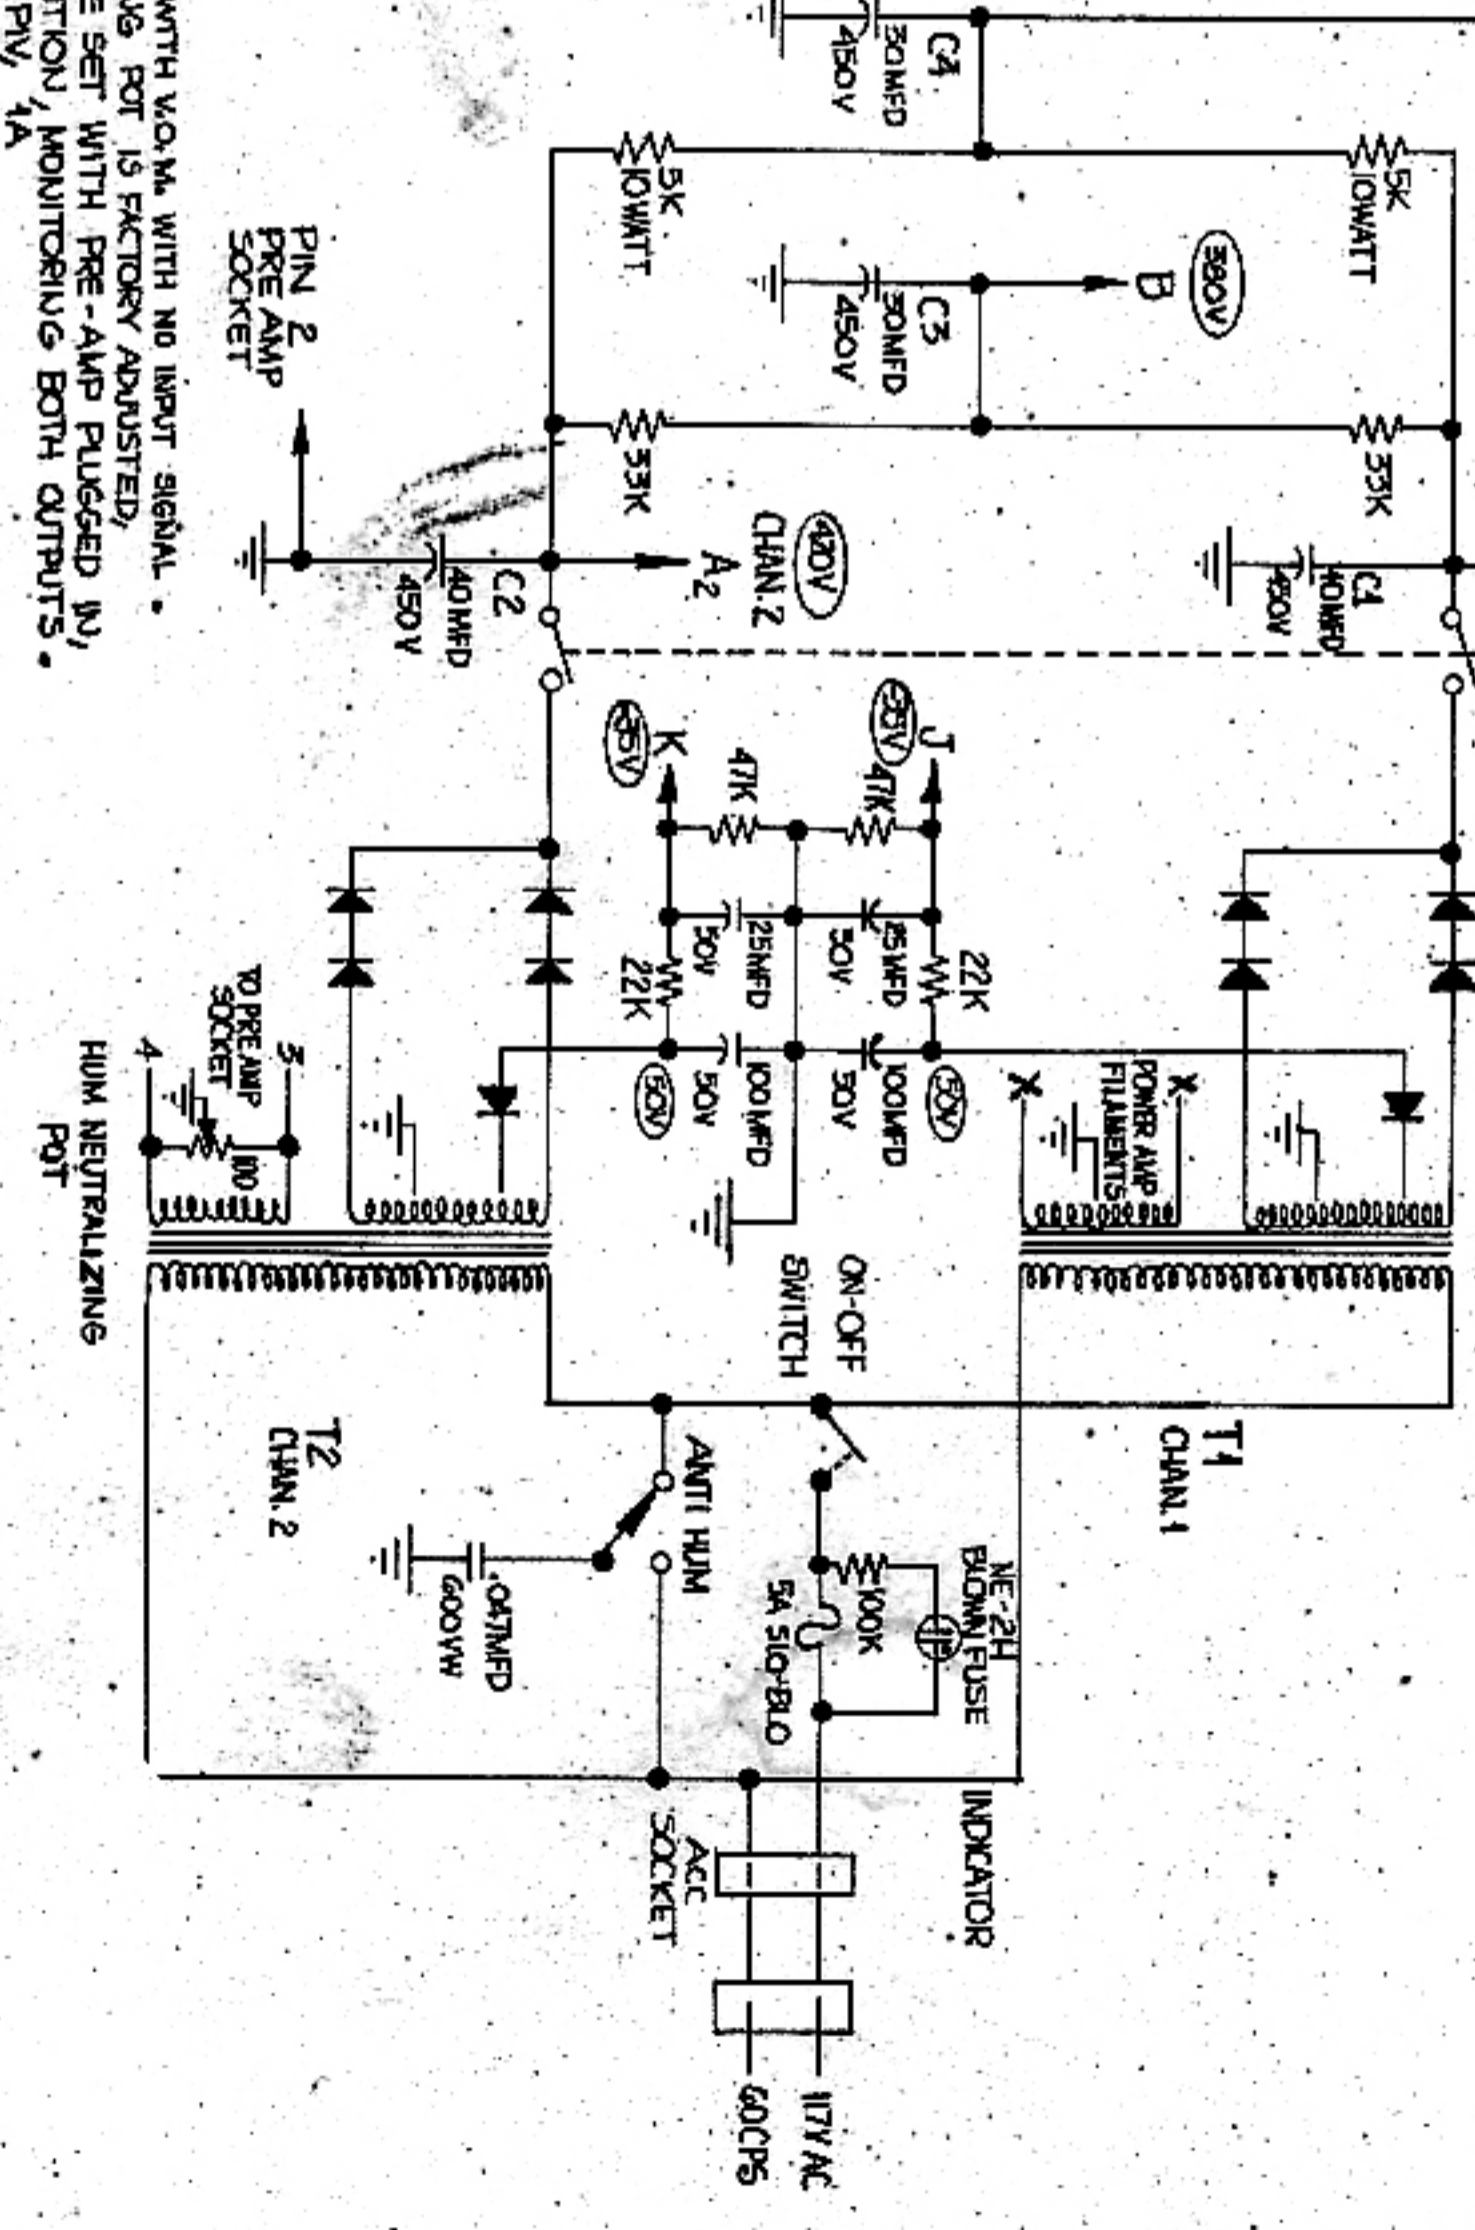 WITH V.O.M. WITH NO INPUT SIGNAL.
NG POT IS FACTORY ADJUSTED,
E SET WITH PRE-AMP PLUGGED IN,
TION, MONITORING BOTH OUTPUTS.
PIV, 1A
C4
30MFD
450V
5K
10WATT
5K
10WATT
380V
B
C3
30MFD
450V
PIN 2
PRE AMP
SOCKET
33K
33K
420V
CHAN.2
A2
C2
40MFD
450V
C1
40MFD
450V
J
K
47K
47K
25MFD
50V
25MFD
50V
22K
22K
100MFD
50V
100MFD
50V
50V
50V
X
X
POWER AMP
FILAMENTS
TO PRE AMP
SOCKET
3
4
100
HUM NEUTRALIZING
POT
ON-OFF
SWITCH
T1
CHAN.1
T2
CHAN.2
ANTI HUM
.047MFD
600VW
NE-2H
BLOWN FUSE
INDICATOR
100K
5A SLO-BLO
ACC
SOCKET
117V AC
60CPS